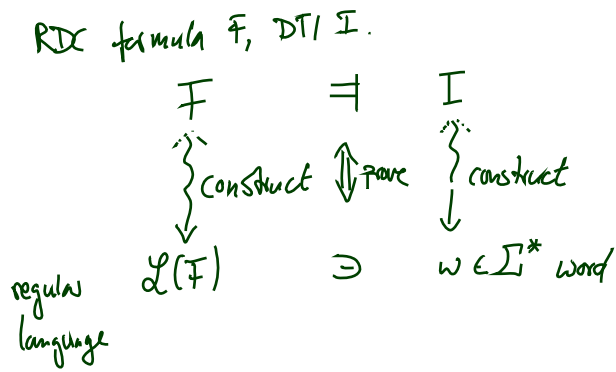 RDC formula F, DTI I.
F ⫤ I
construct prove construct
regular L(F) ∋ w ∈ Σ* word
language